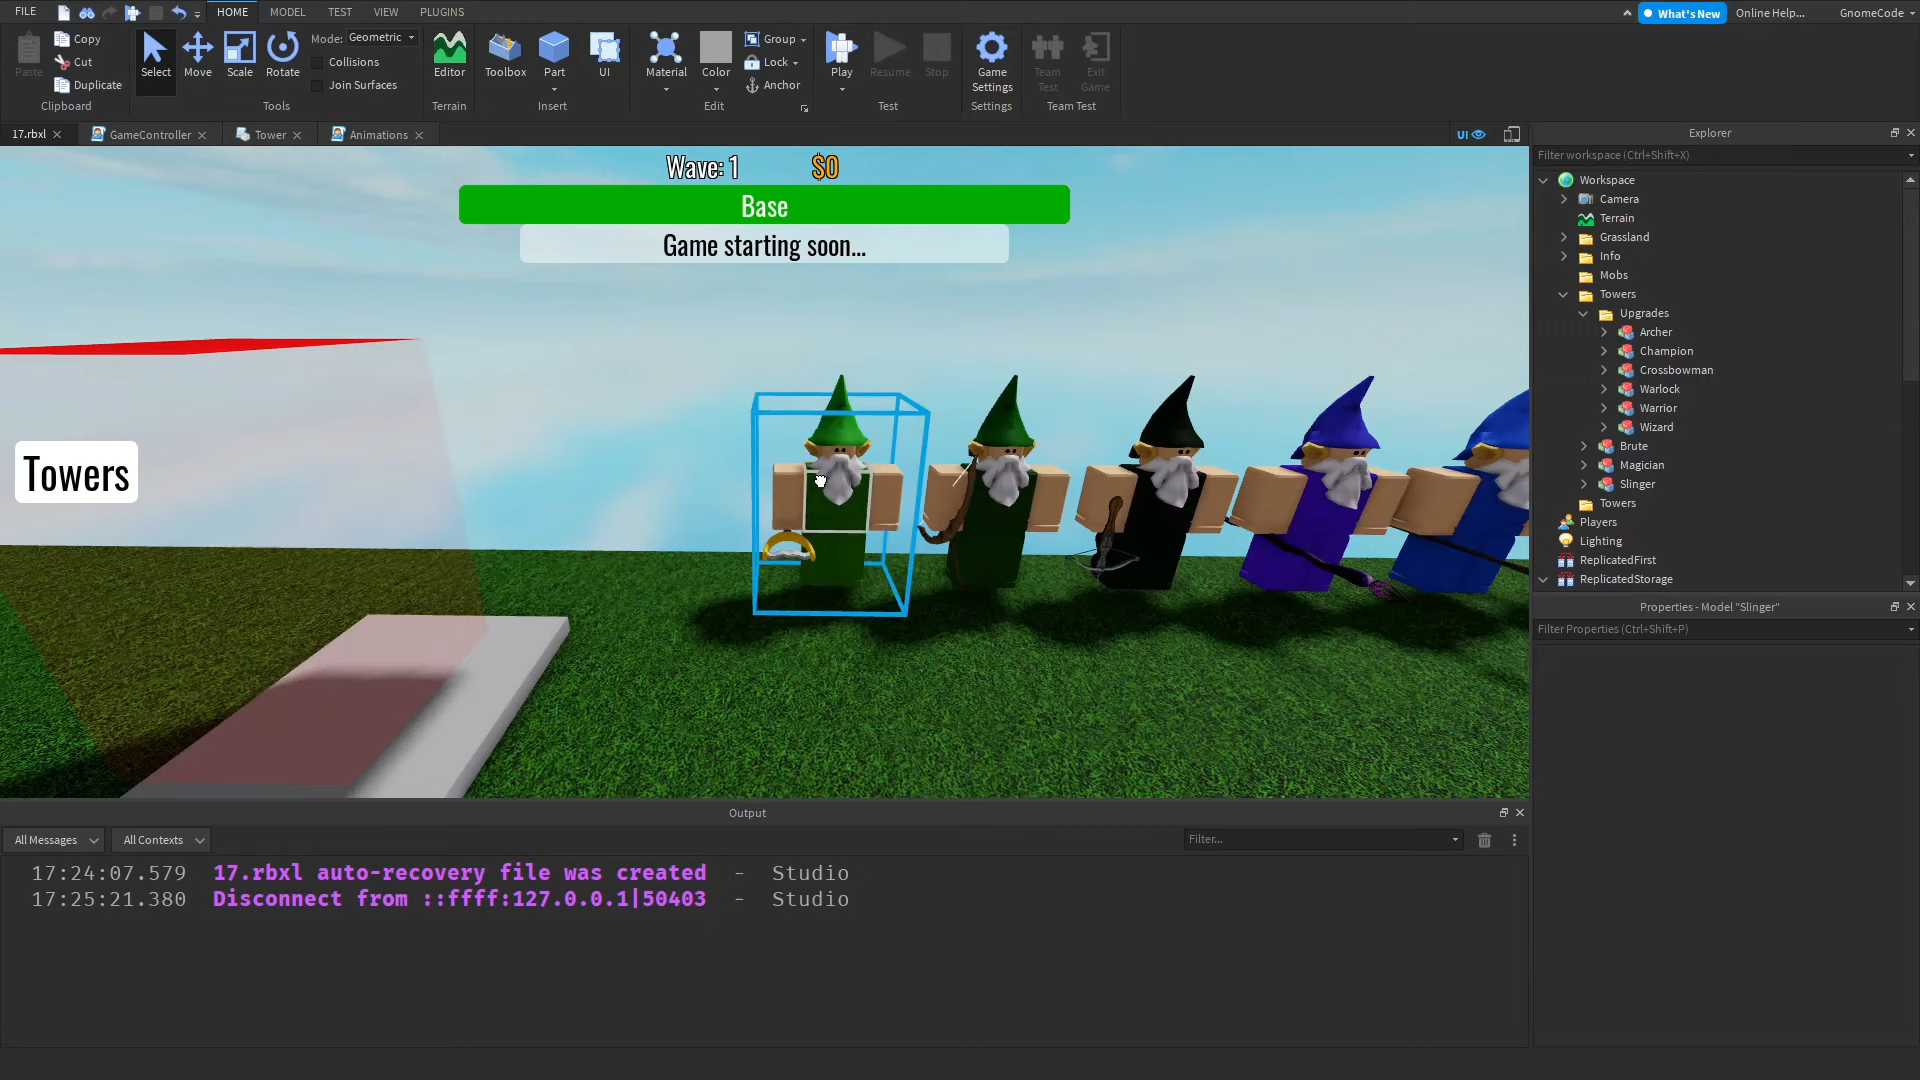 FILE
HOME
MODEL
TEST
VIEW
PLUGINS
What's New
Online Help...
GnomeCode
Paste
Copy
Cut
Duplicate
Clipboard
Select
Move
Scale
Rotate
Mode: Geometric
Collisions
Join Surfaces
Tools
Editor
Terrain
Toolbox
Part
UI
Insert
Material
Color
Group
Lock
Anchor
Edit
Play
Resume
Stop
Test
Game
Settings
Settings
Team
Test
Exit
Game
Team Test
17.rbxl
GameController
Tower
Animations
UI
Wave: 1 $0
Base
Game starting soon...
Towers
Explorer
Filter workspace (Ctrl+Shift+X)
Workspace
Camera
Terrain
Grassland
Info
Mobs
Towers
Upgrades
Archer
Champion
Crossbowman
Warlock
Warrior
Wizard
Brute
Magician
Slinger
Towers
Players
Lighting
ReplicatedFirst
ReplicatedStorage
Properties - Model "Slinger"
Filter Properties (Ctrl+Shift+P)
Output
All Messages
All Contexts
Filter...
17:24:07.579 17.rbxl auto-recovery file was created - Studio
17:25:21.380 Disconnect from ::ffff:127.0.0.1|50403 - Studio